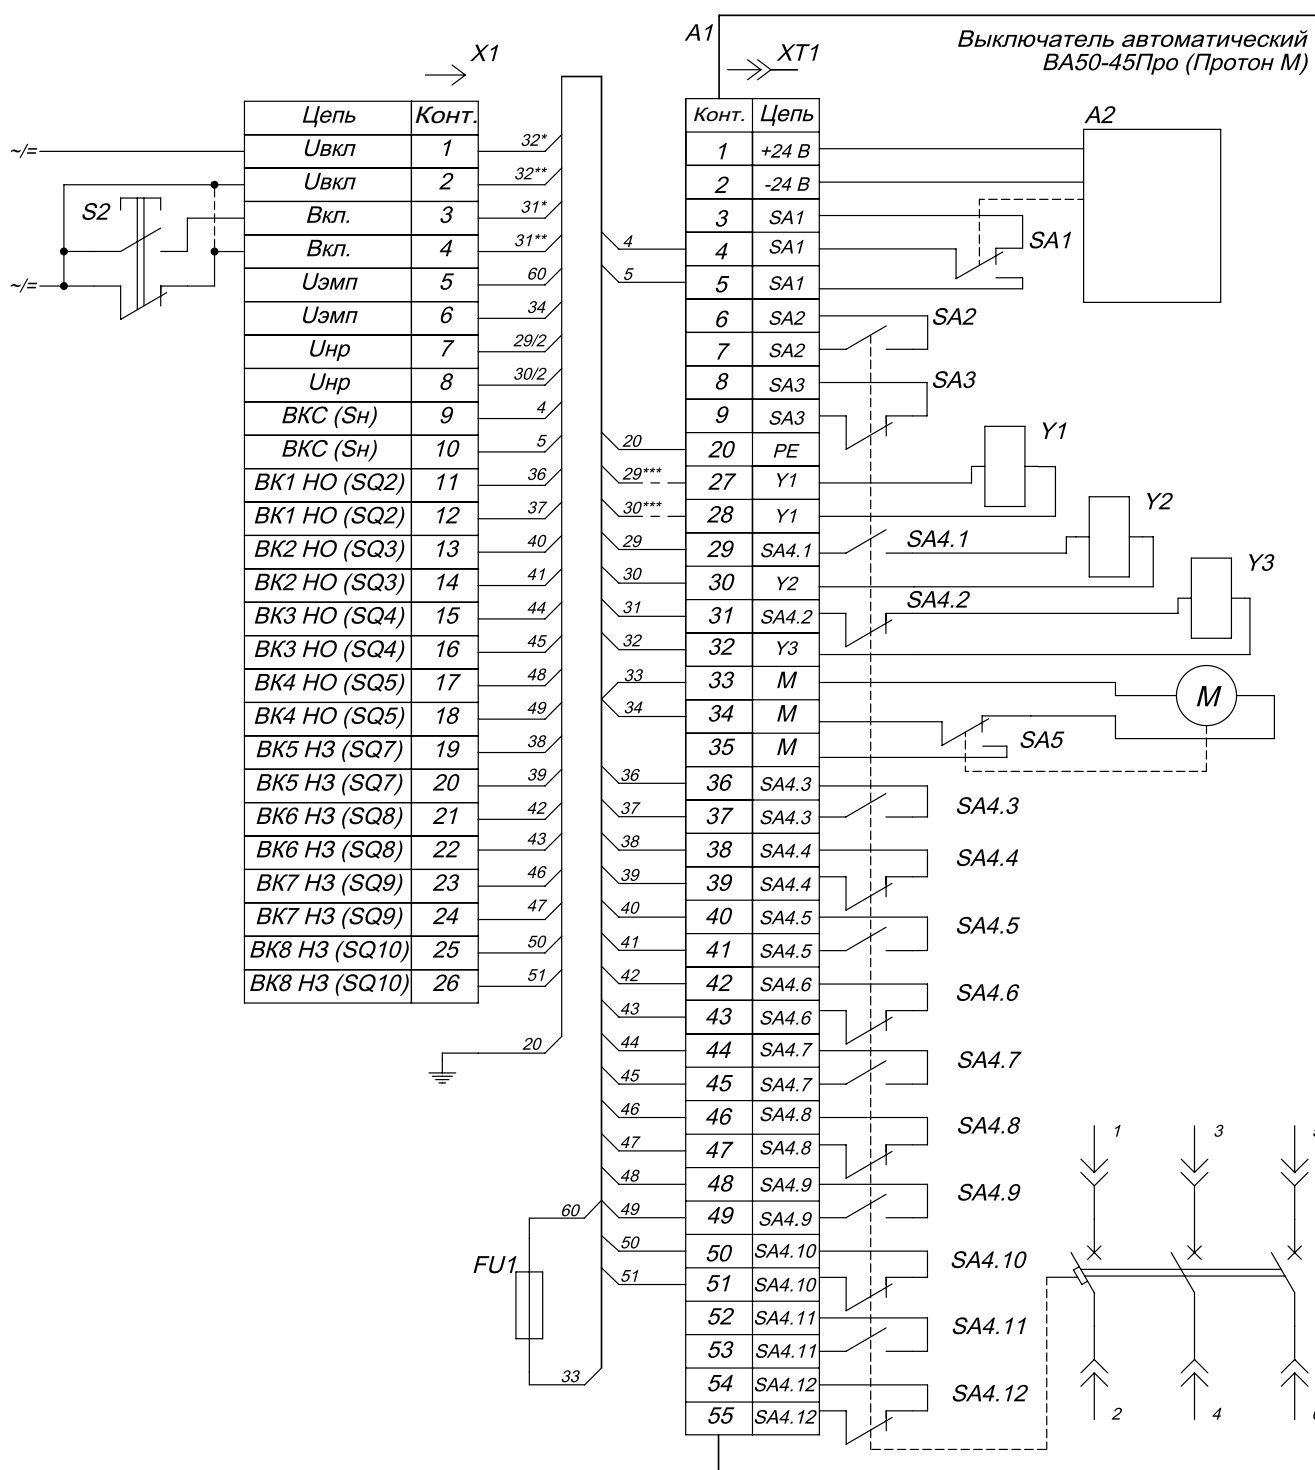 A1
Выключатель автоматический
ВА50-45Про (Протон М)
X1
XT1
Цепь Конт.
~/= Uвкл 1 32*
Uвкл 2 32**
S2
Вкл. 3 31*
Вкл. 4 31**
~/= Uэмп 5 60
Uэмп 6 34
Uнр 7 29/2
Uнр 8 30/2
ВКС (Sн) 9 4
ВКС (Sн) 10 5
ВК1 НО (SQ2) 11 36
ВК1 НО (SQ2) 12 37
ВК2 НО (SQ3) 13 40
ВК2 НО (SQ3) 14 41
ВК3 НО (SQ4) 15 44
ВК3 НО (SQ4) 16 45
ВК4 НО (SQ5) 17 48
ВК4 НО (SQ5) 18 49
ВК5 НЗ (SQ7) 19 38
ВК5 НЗ (SQ7) 20 39
ВК6 НЗ (SQ8) 21 42
ВК6 НЗ (SQ8) 22 43
ВК7 НЗ (SQ9) 23 46
ВК7 НЗ (SQ9) 24 47
ВК8 НЗ (SQ10) 25 50
ВК8 НЗ (SQ10) 26 51
20
60
FU1
33
Конт. Цепь
A2
1 +24 В
2 -24 В
3 SA1
4 4 SA1
SA1
5 5 SA1
6 SA2
SA2
7 SA2
8 SA3
SA3
9 SA3
20 20 PE
29*** 27 Y1
Y1
30*** 28 Y1
29 29 SA4.1
SA4.1
Y2
30 30 Y2
31 31 SA4.2
SA4.2
Y3
32 32 Y3
33 33 M
M
34 34 M
35 M
SA5
36 36 SA4.3
37 37 SA4.3
SA4.3
38 38 SA4.4
SA4.4
39 39 SA4.4
40 40 SA4.5
SA4.5
41 41 SA4.5
42 42 SA4.6
SA4.6
43 43 SA4.6
44 44 SA4.7
SA4.7
45 45 SA4.7
46 46 SA4.8
SA4.8
47 47 SA4.8
48 48 SA4.9
SA4.9
49 49 SA4.9
50 50 SA4.10
SA4.10
51 51 SA4.10
52 SA4.11
SA4.11
53 SA4.11
54 SA4.12
SA4.12
55 SA4.12
1 3
2 4